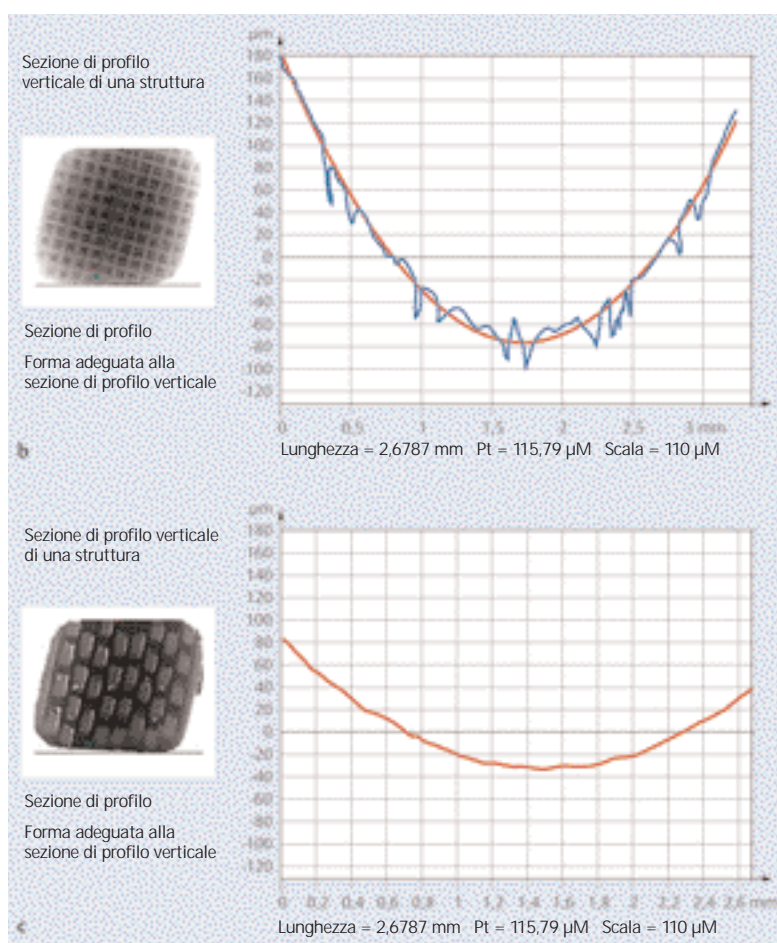 Sezione di profilo
verticale di una struttura
µm
180
160
140
120
100
80
60
40
20
0
20
40
60
80
100
120
0 0.5 1 1.5 2 2.5 3 mm
Sezione di profilo
Forma adeguata alla
sezione di profilo verticale
b
Lunghezza = 2,6787 mm Pt = 115,79 µM Scala = 110 µM
Sezione di profilo verticale
di una struttura
µm
180
160
140
120
100
80
60
40
20
0
20
40
60
80
100
120
0 0.2 0.4 0.6 0.8 1 1.2 1.4 1.6 1.8 2 2.2 2.4 2.6 mm
Sezione di profilo
Forma adeguata alla
sezione di profilo verticale
c
Lunghezza = 2,6787 mm Pt = 115,79 µM Scala = 110 µM